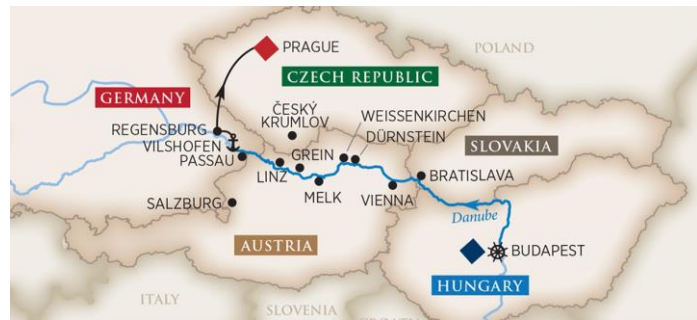 PRAGUE
POLAND
CZECH REPUBLIC
GERMANY
ČESKÝ
KRUMLOV
WEISSENKIRCHEN
REGENSBURG
DÜRNSTEIN
VILSHOFEN
GREIN
SLOVAKIA
PASSAU
LINZ
BRATISLAVA
MELK
VIENNA
SALZBURG
Danube
AUSTRIA
BUDAPEST
HUNGARY
ITALY
SLOVENIA